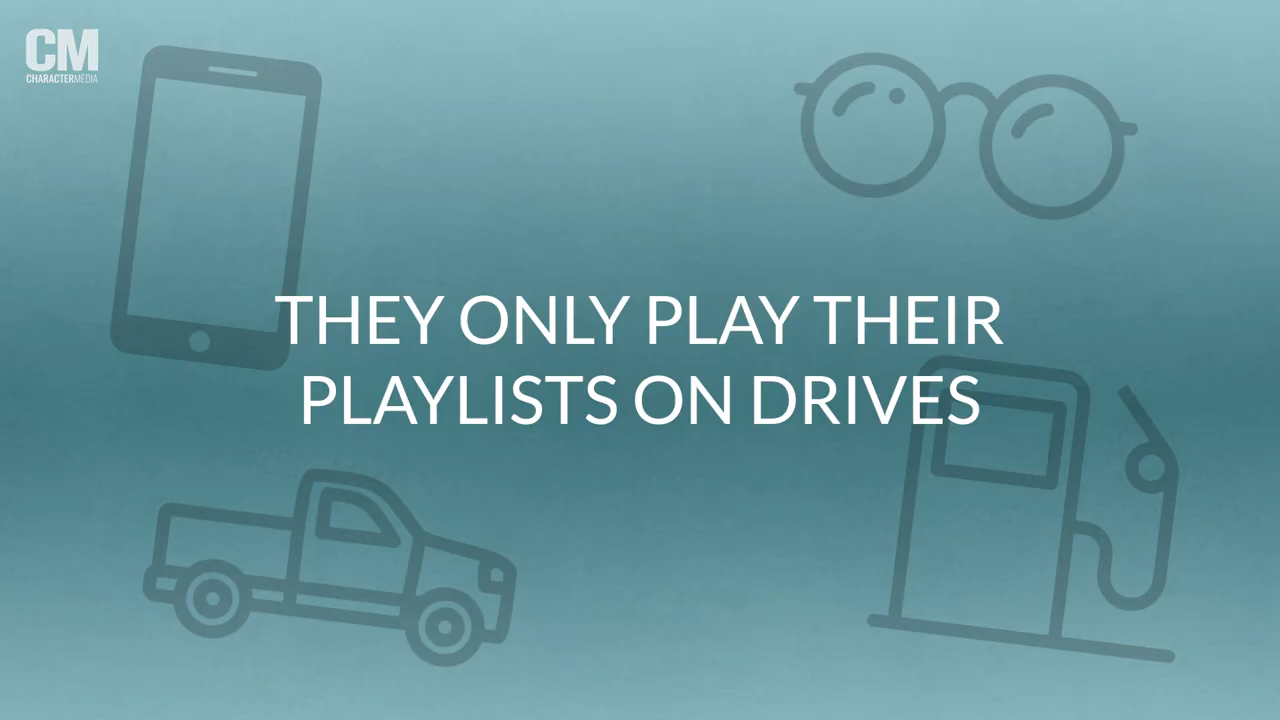 CM
CHARACTERMEDIA
THEY ONLY PLAY THEIR
PLAYLISTS ON DRIVES